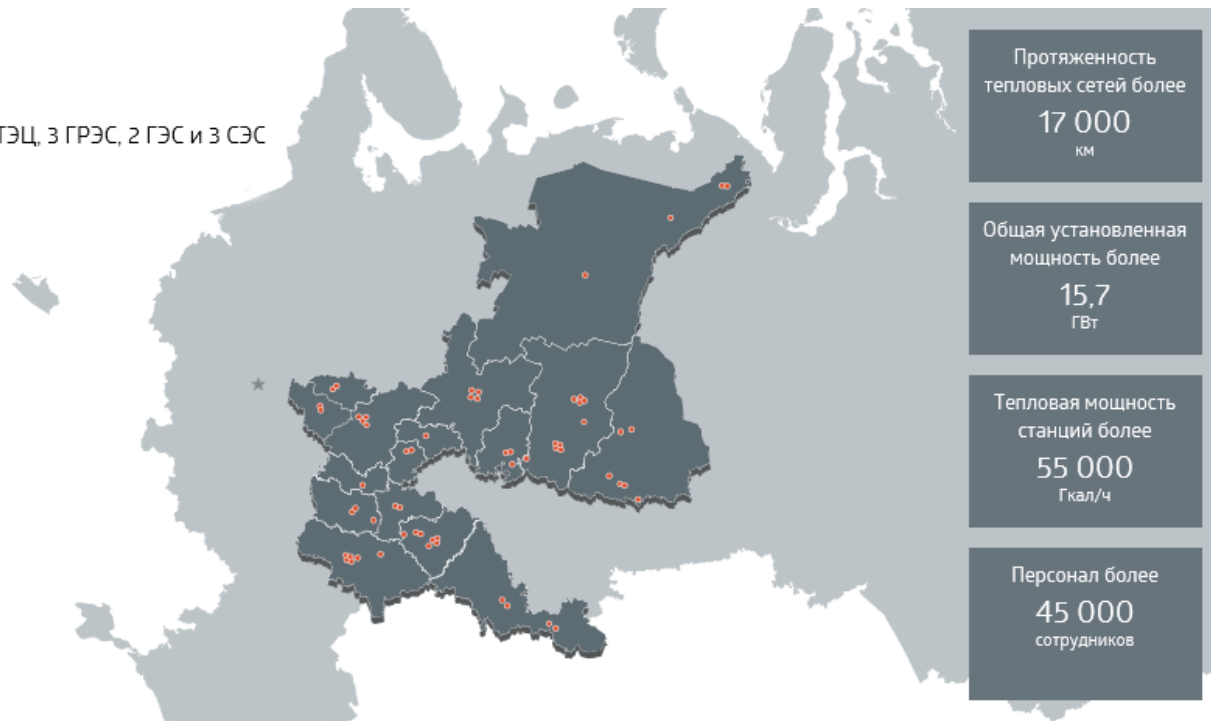 ТЭЦ, 3 ГРЭС, 2 ГЭС и 3 СЭС
Протяженность
тепловых сетей более
17 000
км
Общая установленная
мощность более
15,7
ГВт
Тепловая мощность
станций более
55 000
Гкал/ч
Персонал более
45 000
сотрудников